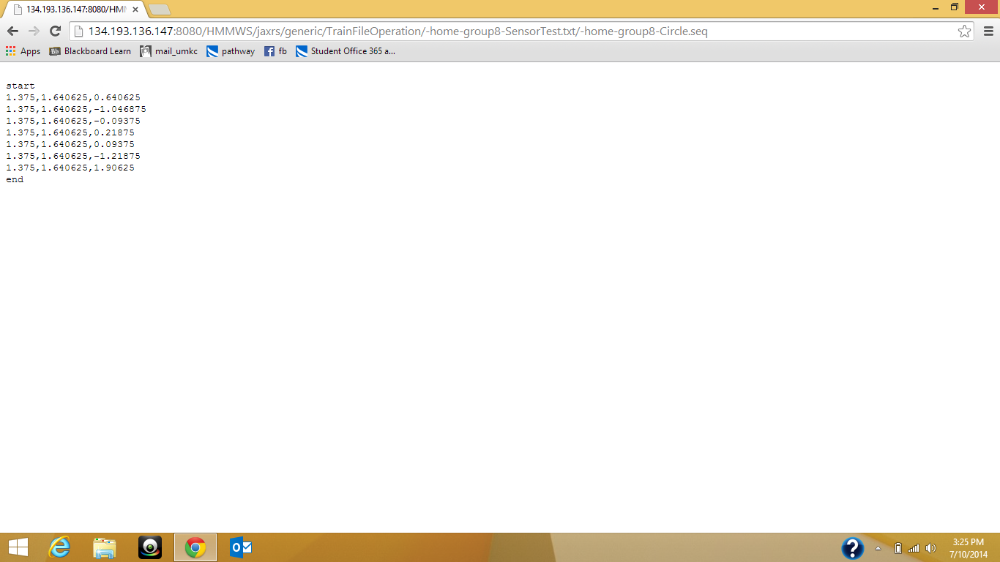 134.193.136.147:8080/HM
134.193.136.147:8080/HMMWS/jaxrs/generic/TrainFileOperation/-home-group8-SensorTest.txt/-home-group8-Circle.seq
Apps Bb Blackboard Learn mail_umkc pathway f fb Student Office 365 a...
start
1.375,1.640625,0.640625
1.375,1.640625,-1.046875
1.375,1.640625,-0.09375
1.375,1.640625,0.21875
1.375,1.640625,0.09375
1.375,1.640625,-1.21875
1.375,1.640625,1.90625
end
3:25 PM
7/10/2014